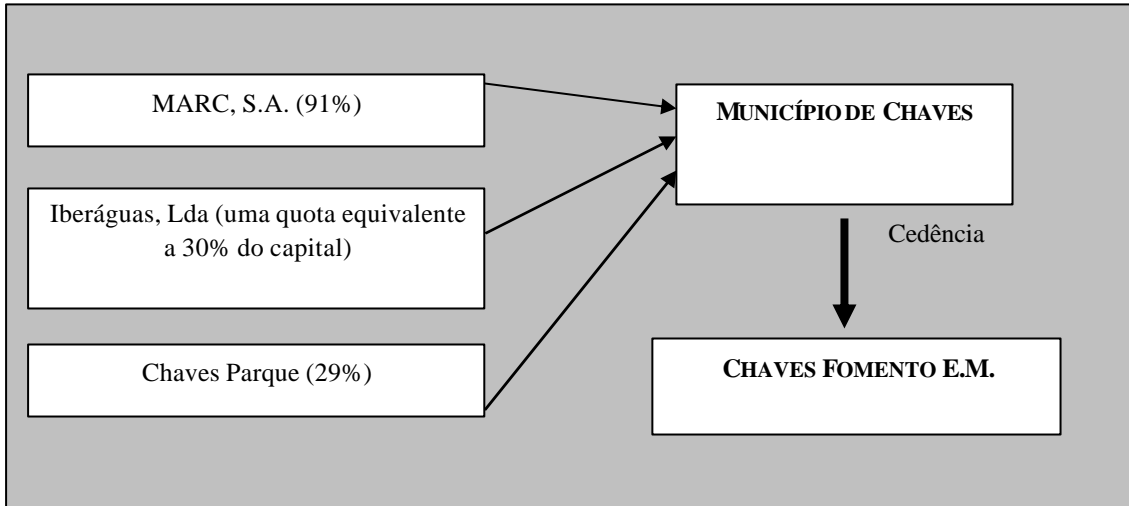 MARC, S.A. (91%)
Iberáguas, Lda (uma quota equivalente
a 30% do capital)
Chaves Parque (29%)
MUNICÍPIO DE CHAVES
Cedência
CHAVES FOMENTO E.M.